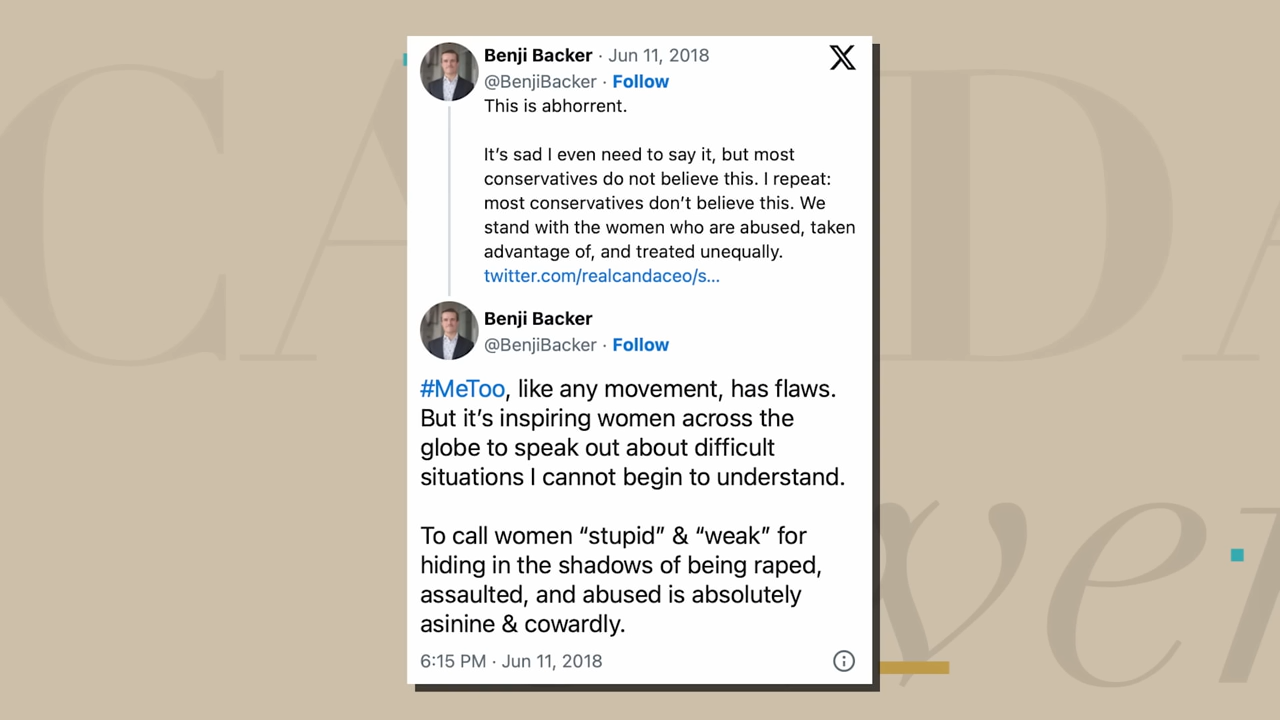 Benji Backer · Jun 11, 2018
@BenjiBacker · Follow
This is abhorrent.
It’s sad I even need to say it, but most
conservatives do not believe this. I repeat:
most conservatives don’t believe this. We
stand with the women who are abused, taken
advantage of, and treated unequally.
twitter.com/realcandaceo/s...
Benji Backer
@BenjiBacker · Follow
#MeToo, like any movement, has flaws.
But it’s inspiring women across the
globe to speak out about difficult
situations I cannot begin to understand.
To call women “stupid” & “weak” for
hiding in the shadows of being raped,
assaulted, and abused is absolutely
asinine & cowardly.
6:15 PM · Jun 11, 2018